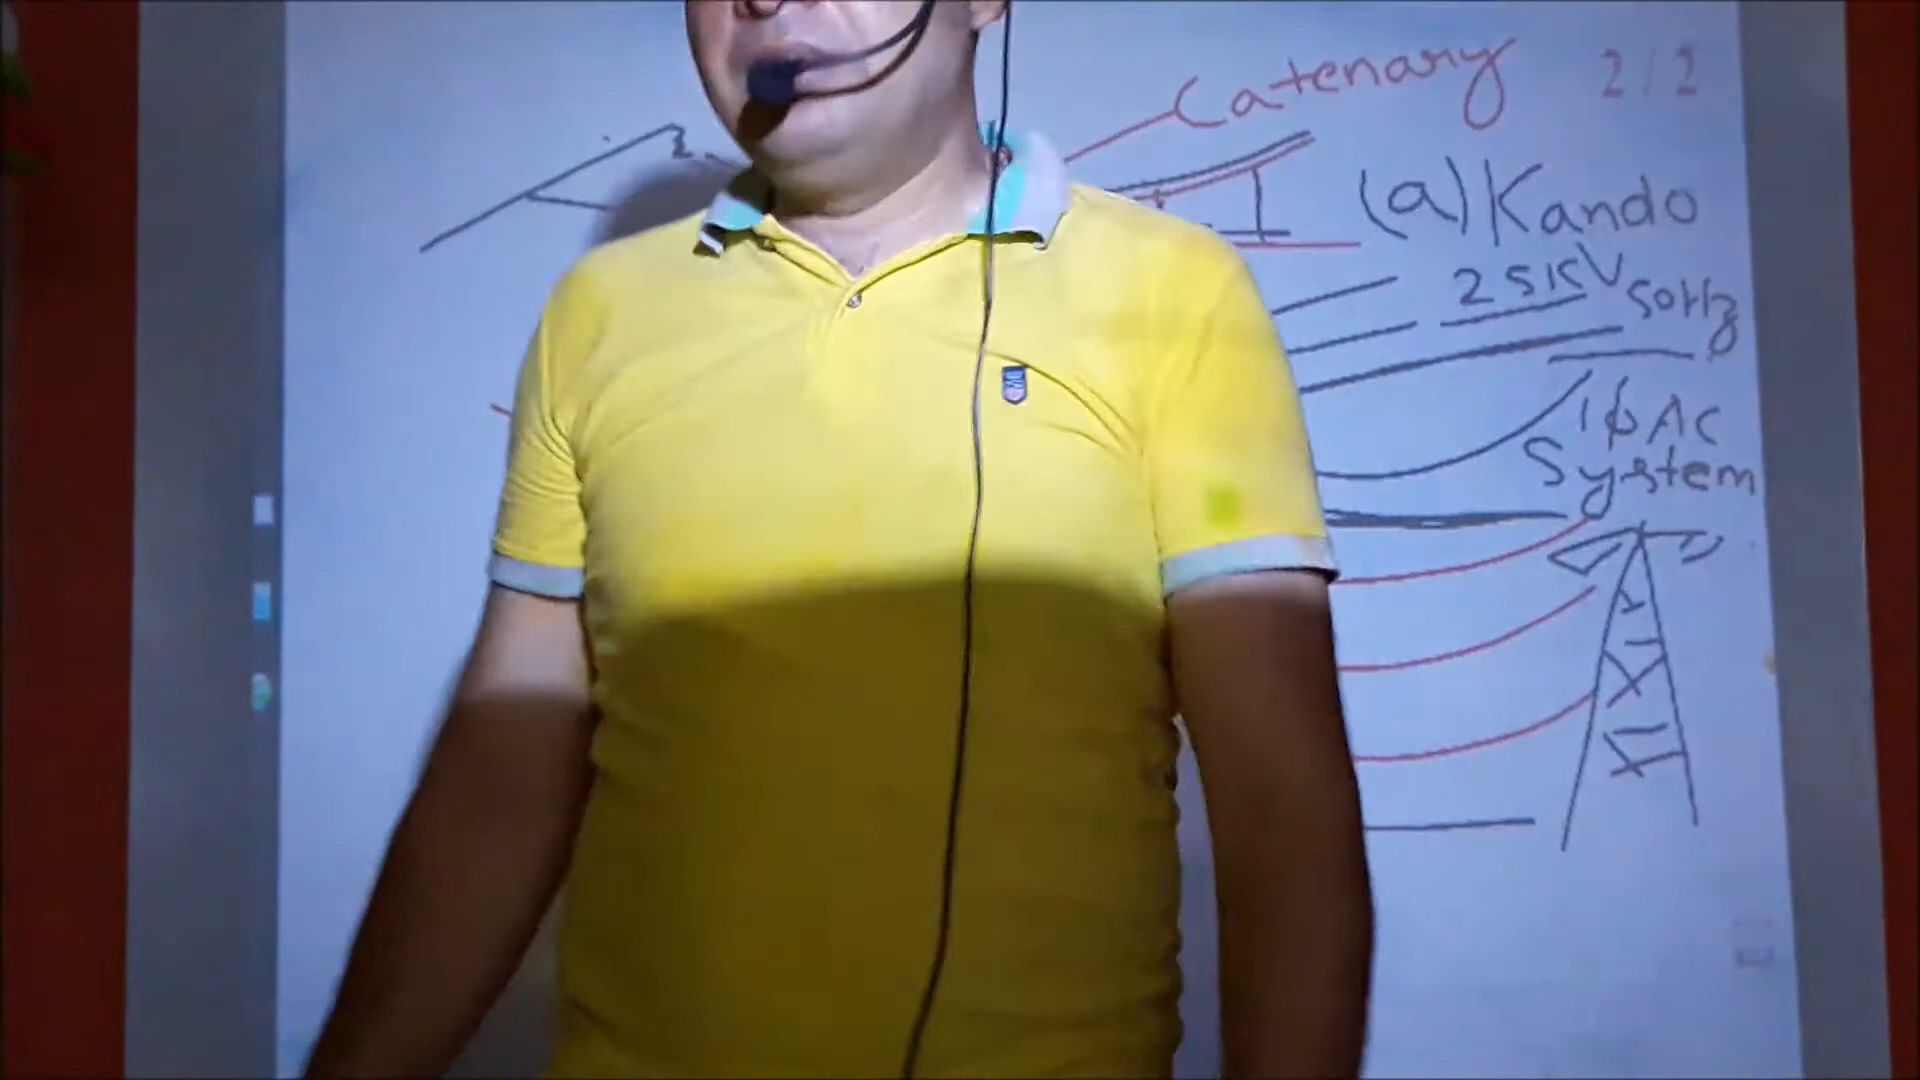 Catenary 2/2
(a) Kando
25KV 50Hz
1ϕ AC
System